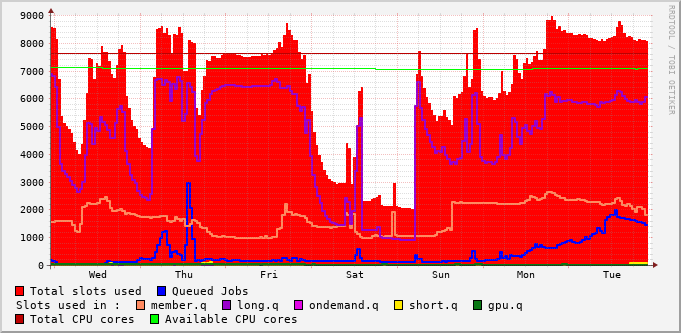 9000
8000
7000
6000
5000
4000
3000
2000
1000
0
Wed Thu Fri Sat Sun Mon Tue
RRDTOOL / TOBI OETIKER
Total slots used Queued Jobs
Slots used in : member.q long.q ondemand.q short.q gpu.q
Total CPU cores Available CPU cores